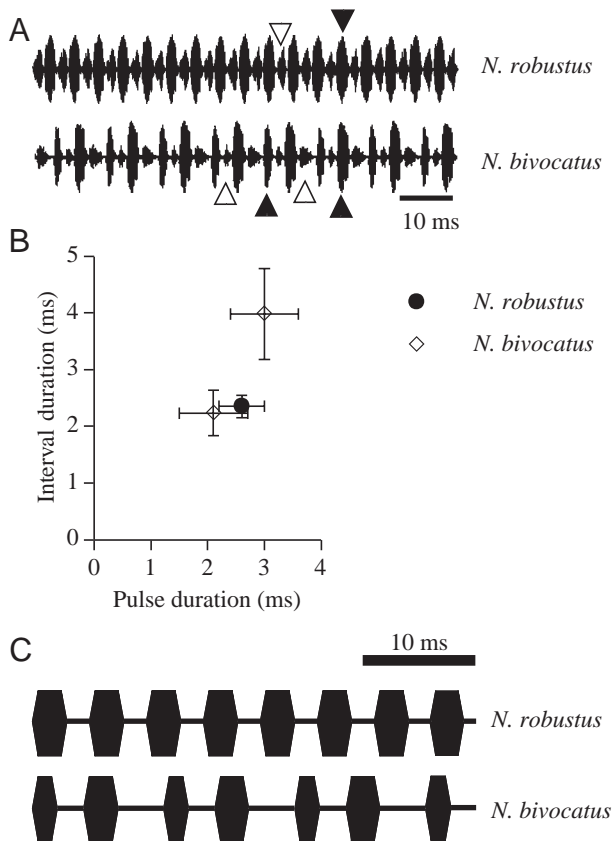 A
N. robustus
N. bivocatus
10 ms
B
5
4
3
2
1
0
Interval duration (ms)
0 1 2 3 4
Pulse duration (ms)
N. robustus
N. bivocatus
C
10 ms
N. robustus
N. bivocatus